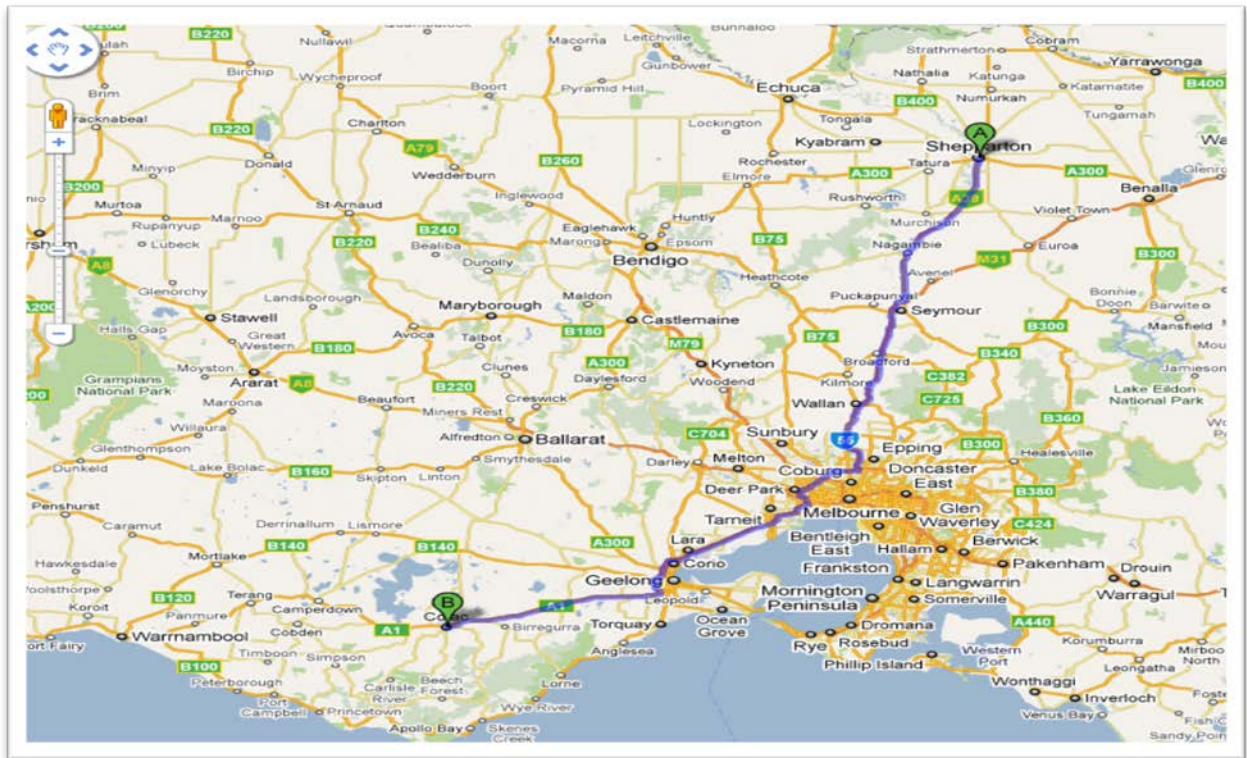 B200
B220
Nullawil
Macorna
Leitchville
Bunnaloo
Strathmerton
Cobram
Birchip
Wycheproof
Gunbower
Nathalia
Katunga
Yarrawonga
Brim
Boort
Pyramid Hill
Echuca
B400
Numurkah
Katamatite
B400
B220
Charlton
Lockington
Tongala
Tungamah
A
Minyip
Donald
A79
Wedderburn
B260
Rochester
Kyabram
Tatura
B200
Elmore
A300
A300
Benalla
Murtoa
Rupanyup
Marnoo
St Arnaud
Inglewood
Huntly
Rushworth
Murchison
Violet Town
Lubeck
B220
B240
Bealiba
Eaglehawk
Marong
Epsom
B75
Nagambie
Euroa
B300
A8
Dunolly
Bendigo
Heathcote
Avenel
M31
Glenorchy
Landsborough
Maryborough
Maldon
Puckapunyal
Bonnie
Doon
Barwite
Stawell
Seymour
Mansfield
Halls Gap
Great
Western
Avoca
Talbot
B180
Castlemaine
B75
B300
B180
M79
Broadford
B340
Moyston
Ararat
A300
Kyneton
Clunes
Daylesford
Woodend
Kilmore
C382
Jamieson
Grampians
National Park
A8
B220
Lake Eildon
National Park
Maroona
Beaufort
Creswick
Wallan
C725
Miners Rest
B360
Willaura
Alfredton
Ballarat
C704
Sunbury
55
Epping
B300
Glenthompson
Smythesdale
Darley
Melton
Healesville
Dunkeld
Lake Bolac
B160
Skipton
Linton
Coburg
Doncaster
East
Deer Park
B380
Penshurst
Melbourne
Glen
Waverley
Tarneit
C424
Caramut
Derrinallum
Lismore
Bentleigh
East
Lara
Hallam
Berwick
B140
B140
A300
Corio
Hawkesdale
Mortlake
Frankston
Pakenham
Drouin
Geelong
Langwarrin
B120
Terang
Camperdown
B
A1
Leopold
Mornington
Peninsula
Somerville
Warragul
Koroit
Panmure
A1
Birregurra
Torquay
Ocean
Grove
Dromana
A440
Warrnambool
Cobden
Rye
Rosebud
Western
Port
Korumburra
Timboon
Simpson
Anglesea
Phillip Island
Leongatha
Mirboo
North
B100
Peterborough
Carlisle
River
Beech
Forest
Lorne
Wonthaggi
Port
Campbell
Princetown
Wye River
Inverloch
Apollo Bay
Skenes
Creek
Venus Bay
Sandy Poin